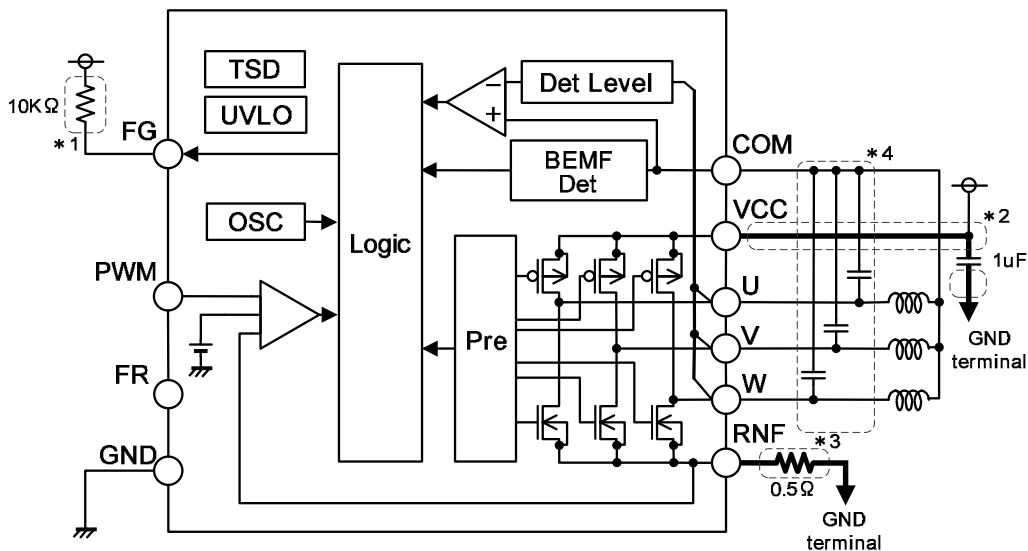 TSD
UVLO
Det Level
10KΩ
*1
FG
BEMF
Det
COM
*4
VCC
*2
OSC
Logic
1uF
PWM
Pre
U
V
W
GND
terminal
FR
GND
RNF
*3
0.5Ω
GND
terminal
−
+